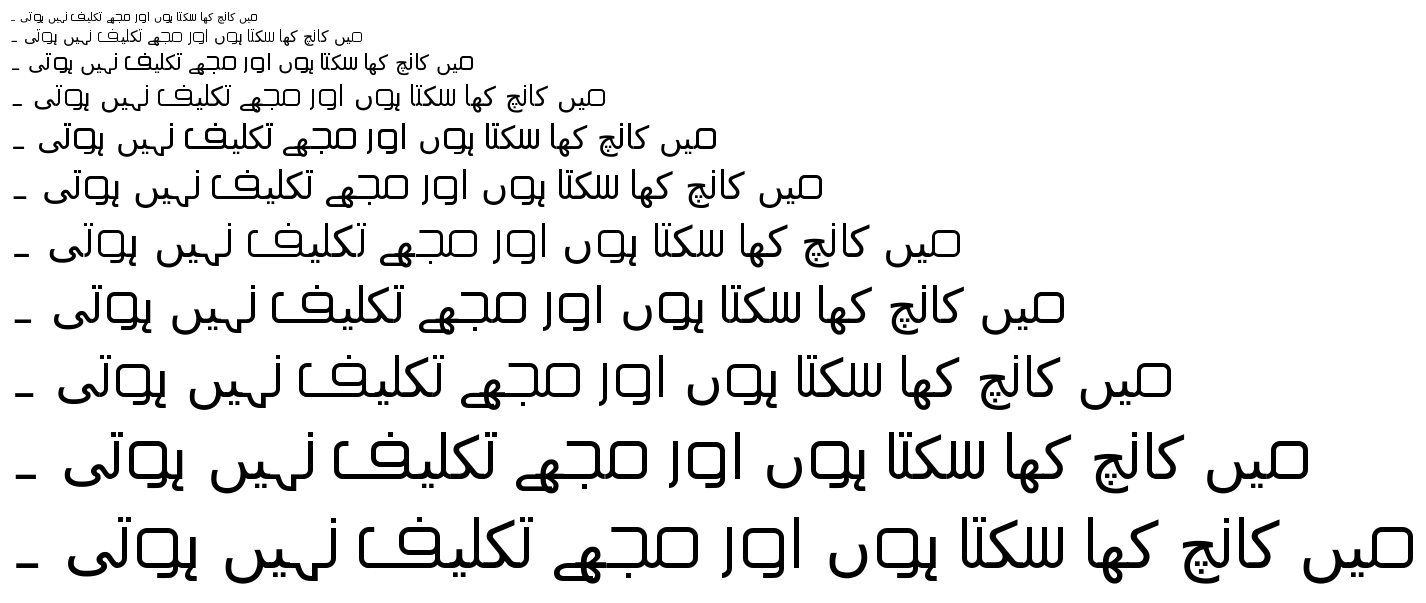 میں کانچ کھا سکتا ہوں اور مجھے تکلیف نہیں ہوتی ۔
میں کانچ کھا سکتا ہوں اور مجھے تکلیف نہیں ہوتی ۔
میں کانچ کھا سکتا ہوں اور مجھے تکلیف نہیں ہوتی ۔
میں کانچ کھا سکتا ہوں اور مجھے تکلیف نہیں ہوتی ۔
میں کانچ کھا سکتا ہوں اور مجھے تکلیف نہیں ہوتی ۔
میں کانچ کھا سکتا ہوں اور مجھے تکلیف نہیں ہوتی ۔
میں کانچ کھا سکتا ہوں اور مجھے تکلیف نہیں ہوتی ۔
میں کانچ کھا سکتا ہوں اور مجھے تکلیف نہیں ہوتی ۔
میں کانچ کھا سکتا ہوں اور مجھے تکلیف نہیں ہوتی ۔
میں کانچ کھا سکتا ہوں اور مجھے تکلیف نہیں ہوتی ۔
میں کانچ کھا سکتا ہوں اور مجھے تکلیف نہیں ہوتی ۔